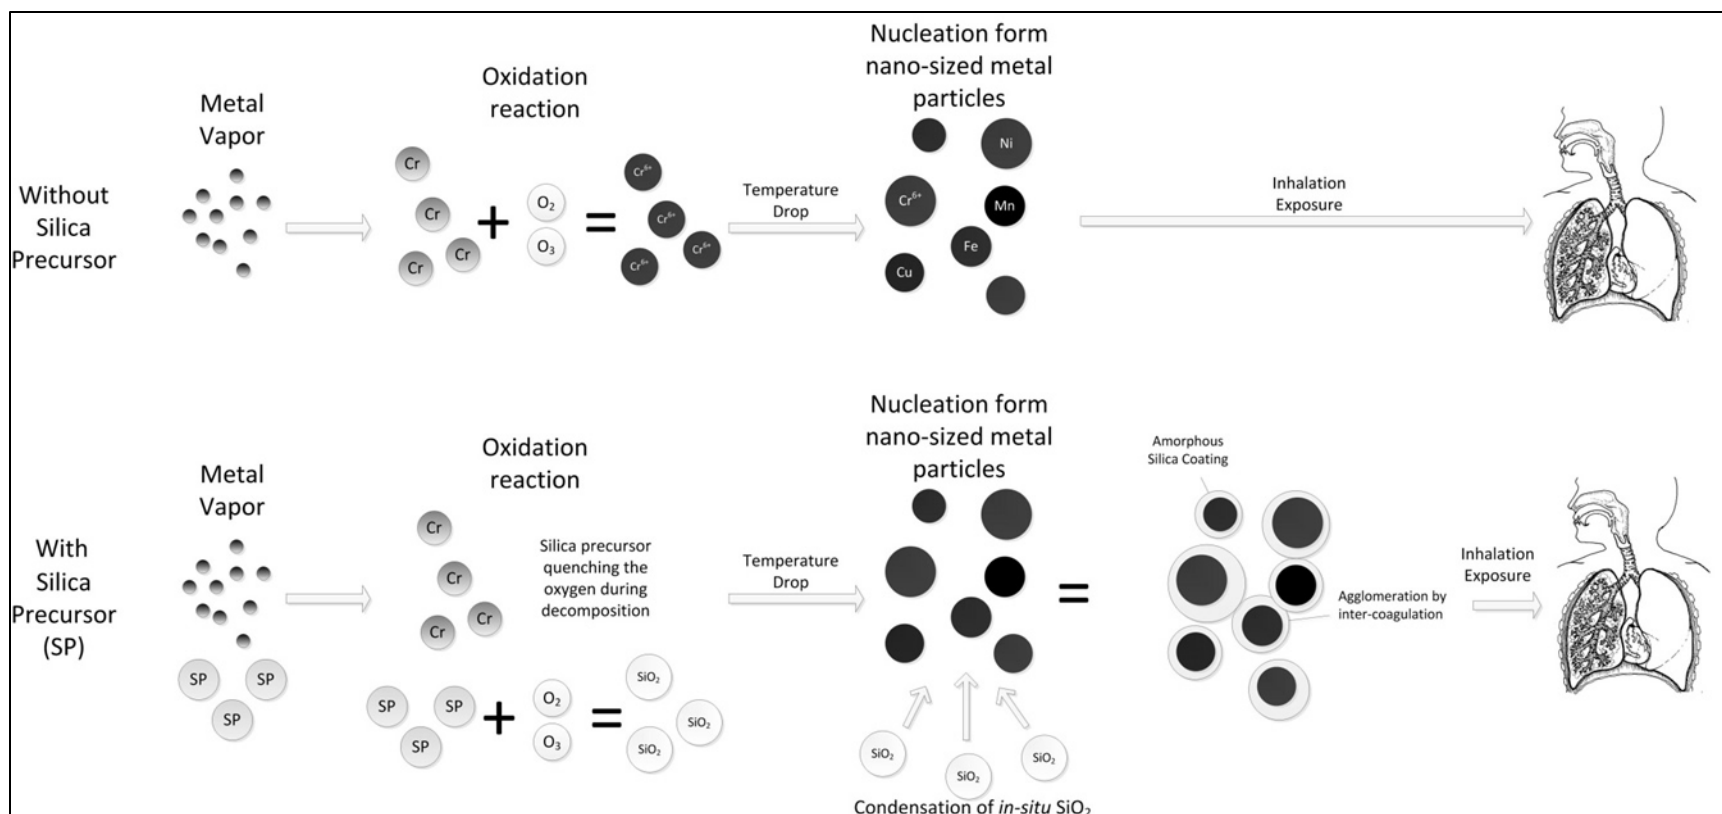 Without
Silica
Precursor
Metal
Vapor
Oxidation
reaction
Cr
Cr
Cr
Cr
O₂
O₃
Cr⁶⁺
Cr⁶⁺
Cr⁶⁺
Cr⁶⁺
Temperature
Drop
Nucleation form
nano-sized metal
particles
Ni
Cr⁶⁺
Mn
Fe
Cu
Inhalation
Exposure
With
Silica
Precursor
(SP)
Metal
Vapor
SP
SP
SP
Oxidation
reaction
Cr
Cr
Cr
Cr
Silica precursor
quenching the
oxygen during
decomposition
SP
SP
SP
O₂
O₃
SiO₂
SiO₂
SiO₂
Temperature
Drop
Nucleation form
nano-sized metal
particles
SiO₂
SiO₂
SiO₂
Condensation of in-situ SiO₂
Amorphous
Silica Coating
Agglomeration by
inter-coagulation
Inhalation
Exposure